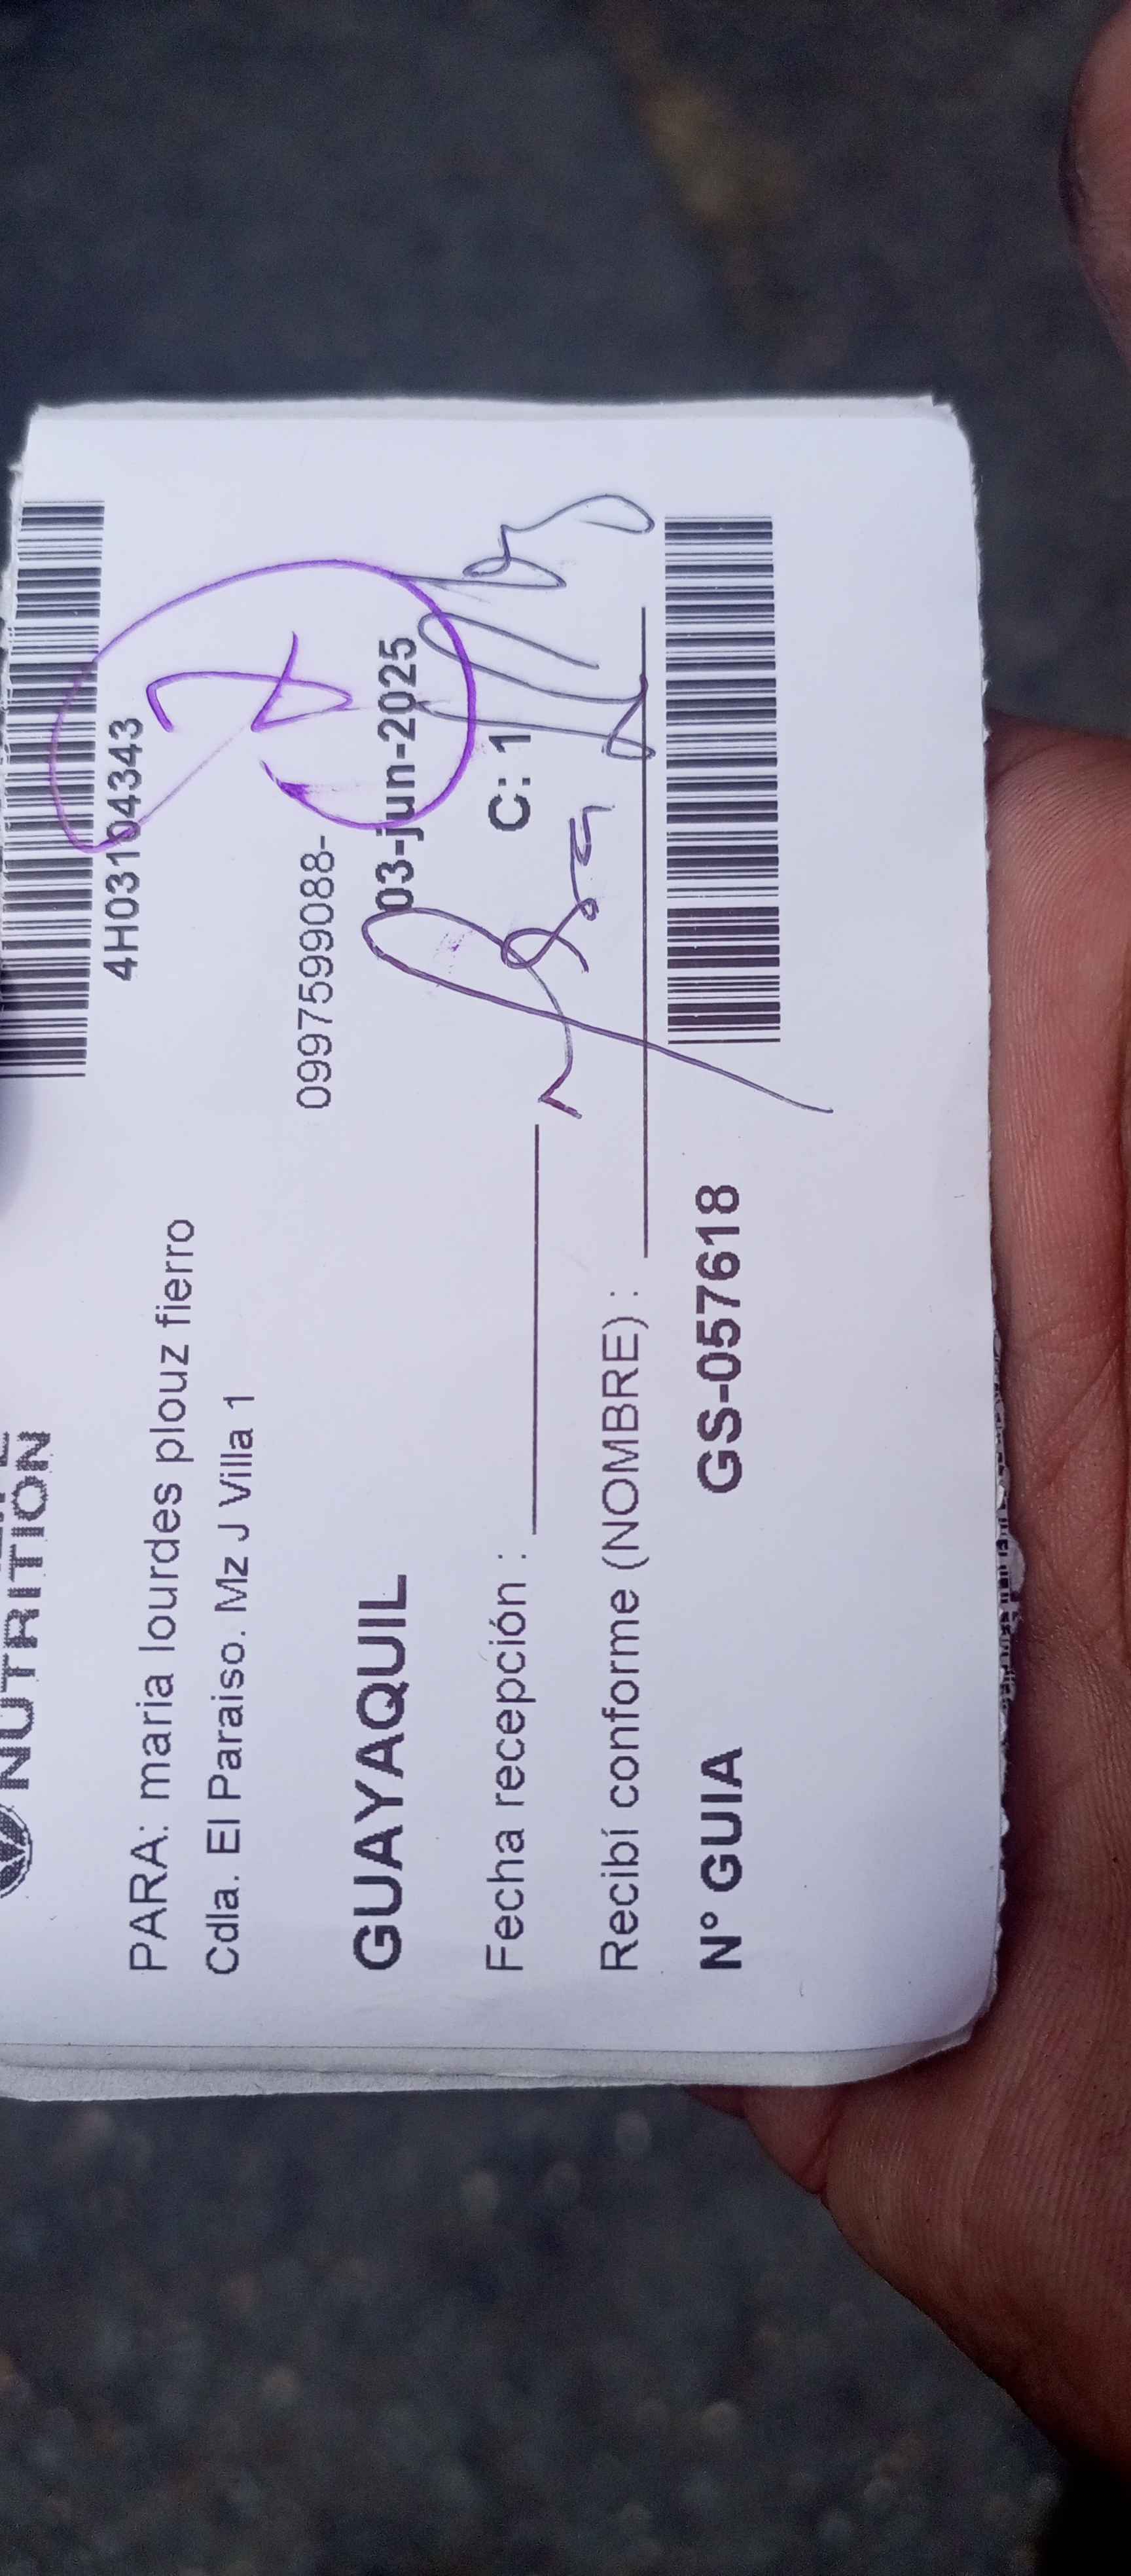 NUTRITION
4H03104343
PARA: maria lourdes plouz fierro
Cdla. El Paraiso. Mz J Villa 1
0997599088-
GUAYAQUIL 03-jun-2025
Fecha recepción : C: 1
Recibí conforme (NOMBRE) :
N° GUIA GS-057618